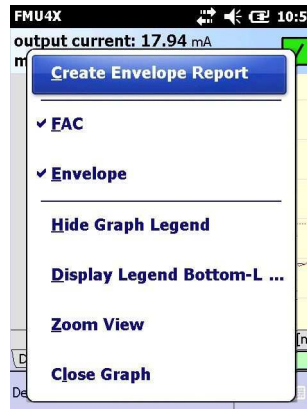 FMU4X 10:5
output current: 17.94 mA
m
Create Envelope Report
FAC
Envelope
Hide Graph Legend
Display Legend Bottom-L ...
Zoom View
Close Graph
D
De